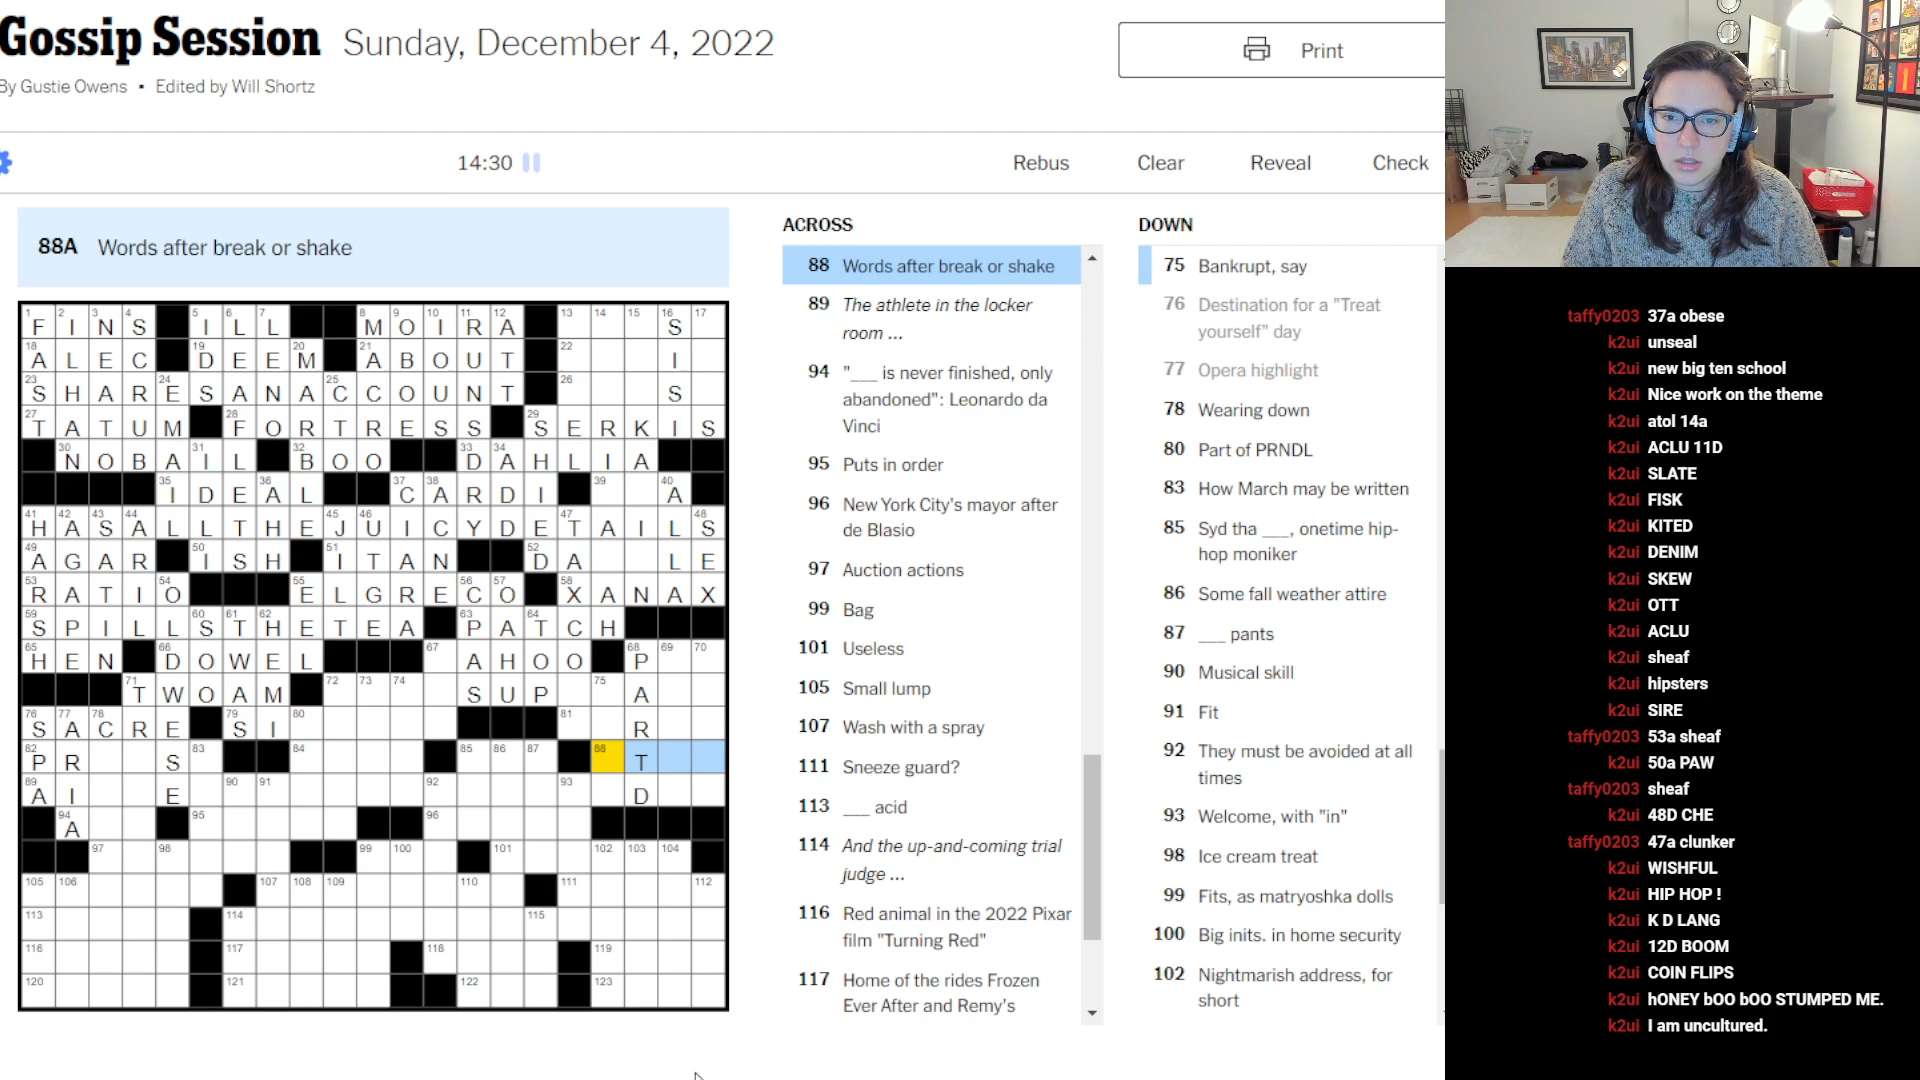 Gossip Session Sunday, December 4, 2022
By Gustie Owens • Edited by Will Shortz
Print
14:30
Rebus Clear Reveal Check
88A Words after break or shake
ACROSS
88 Words after break or shake
89 The athlete in the locker
room ...
94 "___ is never finished, only
abandoned": Leonardo da
Vinci
95 Puts in order
96 New York City's mayor after
de Blasio
97 Auction actions
99 Bag
101 Useless
105 Small lump
107 Wash with a spray
111 Sneeze guard?
113 ___ acid
114 And the up-and-coming trial
judge ...
116 Red animal in the 2022 Pixar
film "Turning Red"
117 Home of the rides Frozen
Ever After and Remy's
DOWN
75 Bankrupt, say
76 Destination for a "Treat
yourself" day
77 Opera highlight
78 Wearing down
80 Part of PRNDL
83 How March may be written
85 Syd tha ___, onetime hip-
hop moniker
86 Some fall weather attire
87 ___ pants
90 Musical skill
91 Fit
92 They must be avoided at all
times
93 Welcome, with "in"
98 Ice cream treat
99 Fits, as matryoshka dolls
100 Big inits. in home security
102 Nightmarish address, for
short
F I N S I L L M O I R A S
A L E C D E E M A B O U T I
S H A R E S A N A C C O U N T S
T A T U M F O R T R E S S S E R K I S
N O B A I L B O O D A H L I A
I D E A L C A R D I A
H A S A L L T H E J U I C Y D E T A I L S
A G A R I S H I T A N D A L E
R A T I O E L G R E C O X A N A X
S P I L L S T H E T E A P A T C H
H E N D O W E L A H O O P
T W O A M S U P A
S A C R E S I R
P R S T
A I E D
A
taffy0203 37a obese
k2ui unseal
k2ui new big ten school
k2ui Nice work on the theme
k2ui atol 14a
k2ui ACLU 11D
k2ui SLATE
k2ui FISK
k2ui KITED
k2ui DENIM
k2ui SKEW
k2ui OTT
k2ui ACLU
k2ui sheaf
k2ui hipsters
k2ui SIRE
taffy0203 53a sheaf
k2ui 50a PAW
taffy0203 sheaf
k2ui 48D CHE
taffy0203 47a clunker
k2ui WISHFUL
k2ui HIP HOP !
k2ui K D LANG
k2ui 12D BOOM
k2ui COIN FLIPS
k2ui hONEY bOO bOO STUMPED ME.
k2ui I am uncultured.